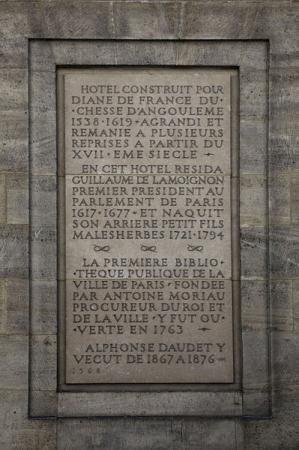 HOTEL CONSTRUIT POUR
DIANE DE FRANCE DU·
CHESSE D'ANGOULEME
1538·1619·AGRANDI ET
REMANIE A PLUSIEURS
REPRISES A PARTIR DU
XVII·EME SIECLE
EN CET HOTEL RESIDA
GUILLAUME DE LAMOIGNON
PREMIER PRESIDENT AU
PARLEMENT DE PARIS
1617·1677·ET NAQUIT
SON ARRIERE PETIT FILS
MALESHERBES 1721·1794
LA PREMIERE BIBLIO·
THEQUE PUBLIQUE DE LA
VILLE DE PARIS·FONDEE
PAR ANTOINE MORIAU
PROCUREUR DU ROI ET
DE LA VILLE·Y FUT OU·
VERTE EN 1763
ALPHONSE DAUDET Y
VECUT DE 1867 A 1876